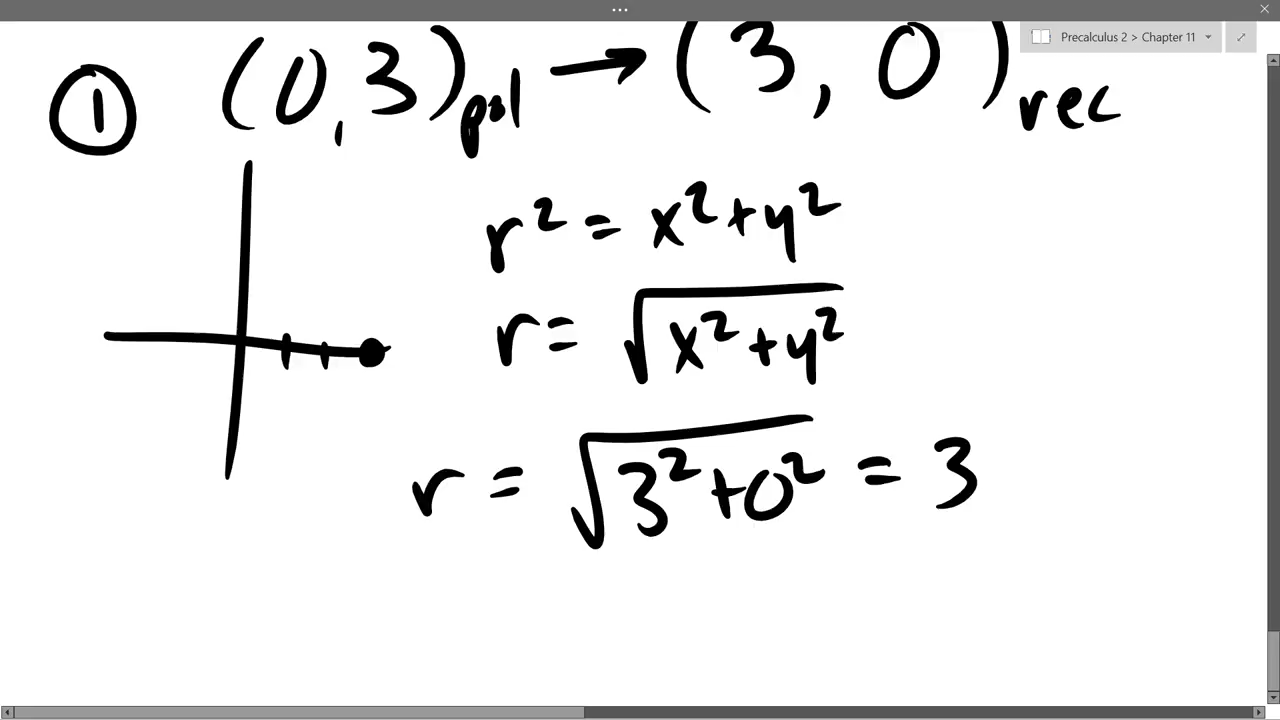 Precalculus 2 > Chapter 11
① (0, 3)pol → (3, 0)rec
r² = x² + y²
r = √(x² + y²)
r = √(3² + 0²) = 3